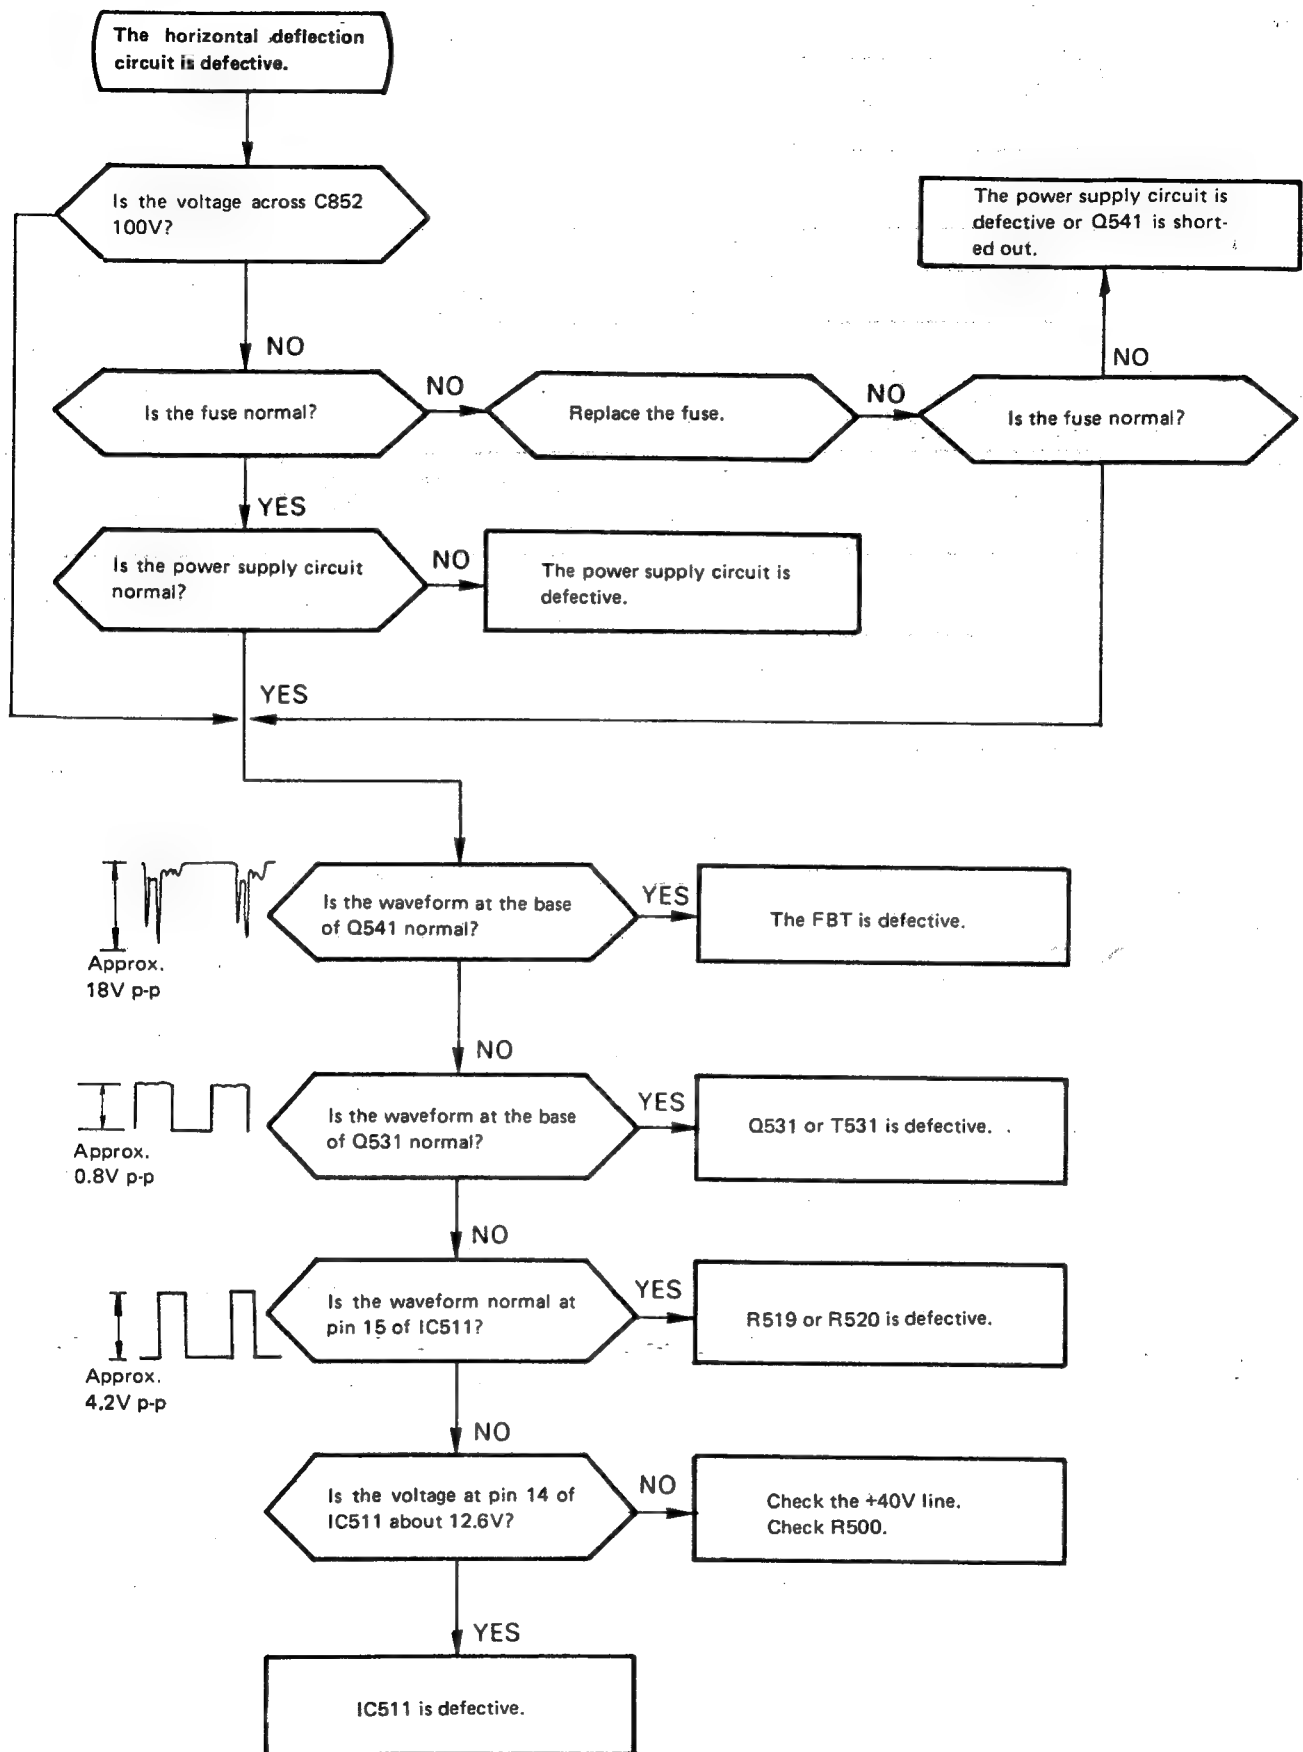 The horizontal deflection
circuit is defective.
Is the voltage across C852
100V?
The power supply circuit is
defective or Q541 is short-
ed out.
NO
NO
Is the fuse normal?
NO
Replace the fuse.
NO
Is the fuse normal?
YES
Is the power supply circuit
normal?
NO
The power supply circuit is
defective.
YES
Approx.
18V p-p
Is the waveform at the base
of Q541 normal?
YES
The FBT is defective.
NO
Approx.
0.8V p-p
Is the waveform at the base
of Q531 normal?
YES
Q531 or T531 is defective.
NO
Approx.
4.2V p-p
Is the waveform normal at
pin 15 of IC511?
YES
R519 or R520 is defective.
NO
Is the voltage at pin 14 of
IC511 about 12.6V?
NO
Check the +40V line.
Check R500.
YES
IC511 is defective.